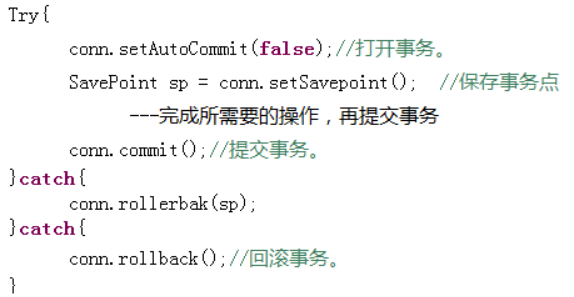 Try{
conn.setAutoCommit(false);//打开事务。
SavePoint sp = conn.setSavepoint(); //保存事务点
---完成所需要的操作，再提交事务
conn.commit();//提交事务。
}catch{
conn.rollerbak(sp);
}catch{
conn.rollback();//回滚事务。
}